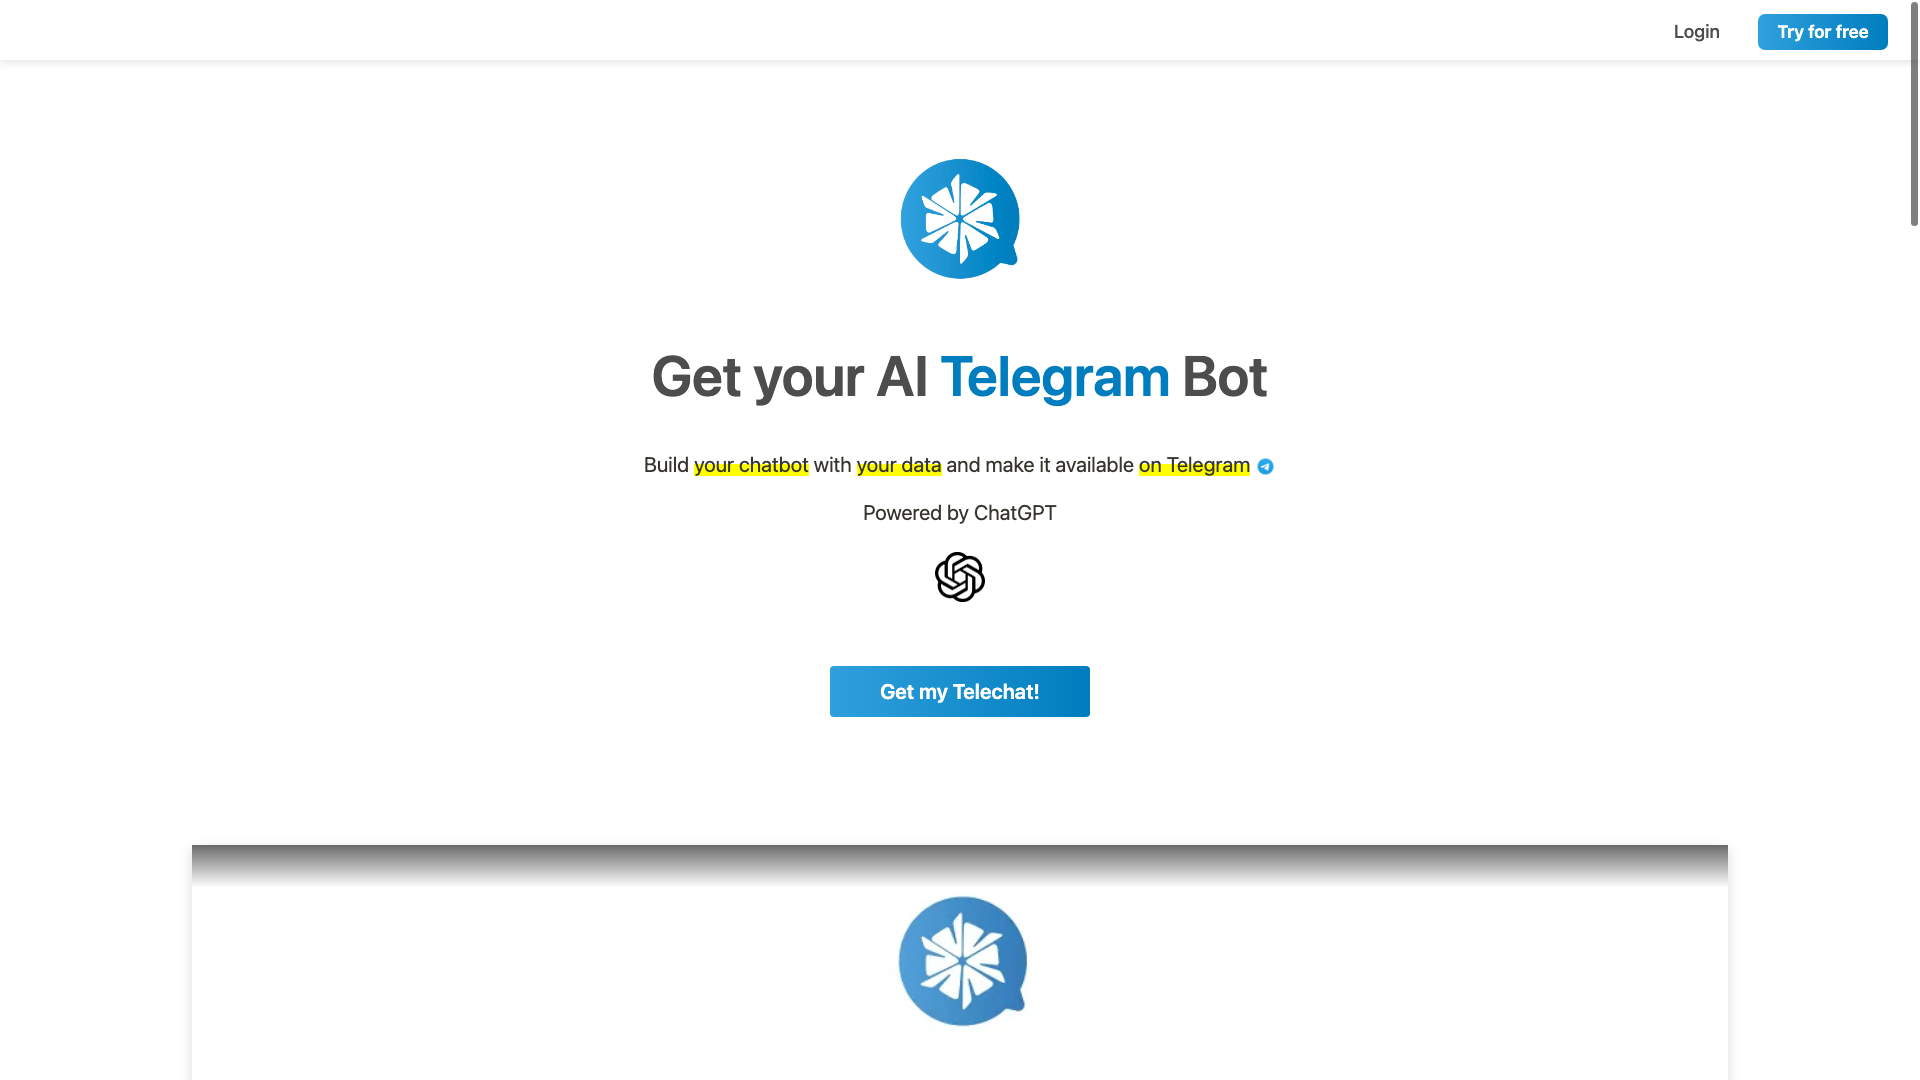 Login
Try for free
Get your AI Telegram Bot
Build your chatbot with your data and make it available on Telegram
Powered by ChatGPT
Get my Telechat!